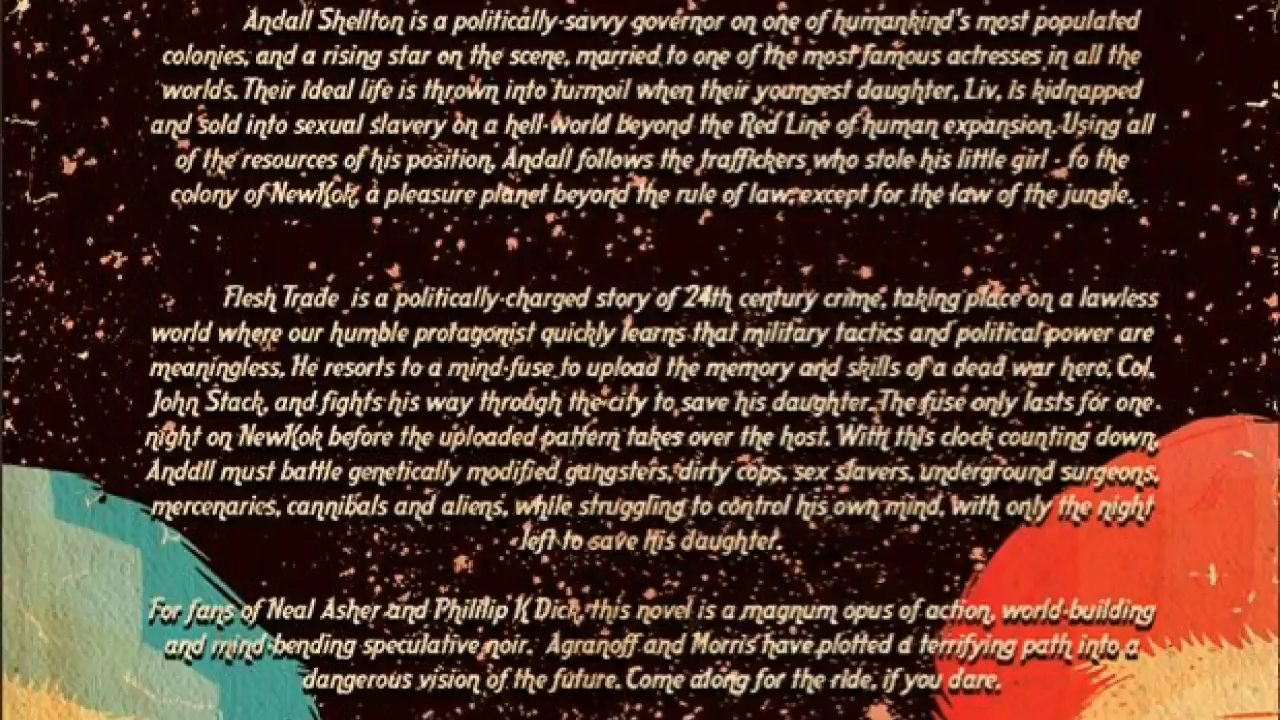 Andall Shellton is a politically-savvy governor on one of humankind's most populated
colonies, and a rising star on the scene, married to one of the most famous actresses in all the
worlds. Their ideal life is thrown into turmoil when their youngest daughter, Liv, is kidnapped
and sold into sexual slavery on a hell-world beyond the Red Line of human expansion. Using all
of the resources of his position, Andall follows the traffickers who stole his little girl - to the
colony of NewKok, a pleasure planet beyond the rule of law, except for the law of the jungle.
Flesh Trade is a politically-charged story of 24th century crime, taking place on a lawless
world where our humble protagonist quickly learns that military tactics and political power are
meaningless. He resorts to a mind-fuse to upload the memory and skills of a dead war hero, Col.
John Stack, and fights his way through the city to save his daughter. The fuse only lasts for one
night on NewKok before the uploaded pattern takes over the host. With this clock counting down,
Andall must battle genetically modified gangsters, dirty cops, sex slavers, underground surgeons,
mercenaries, cannibals and aliens, while struggling to control his own mind, with only the night
left to save his daughter.
For fans of Neal Asher and Phillip K Dick, this novel is a magnum opus of action, world-building
and mind-bending speculative noir. Agranoff and Morris have plotted a terrifying path into a
dangerous vision of the future. Come along for the ride, if you dare.